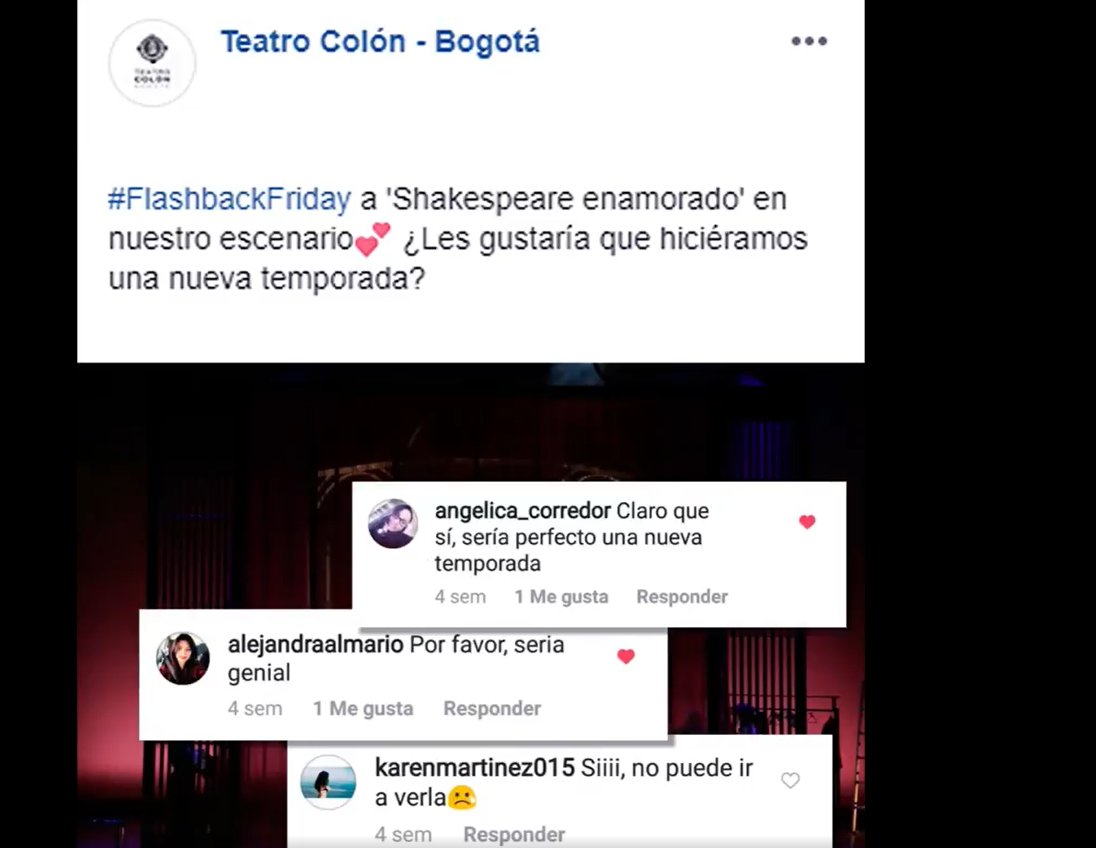 TEATRO
COLÓN
Teatro Colón - Bogotá
#FlashbackFriday a 'Shakespeare enamorado' en
nuestro escenario💕 ¿Les gustaría que hiciéramos
una nueva temporada?
angelica_corredor Claro que
sí, sería perfecto una nueva
temporada
4 sem 1 Me gusta Responder
alejandraalmario Por favor, seria
genial
4 sem 1 Me gusta Responder
karenmartinez015 Siiii, no puede ir
a verla🙁
4 sem Responder